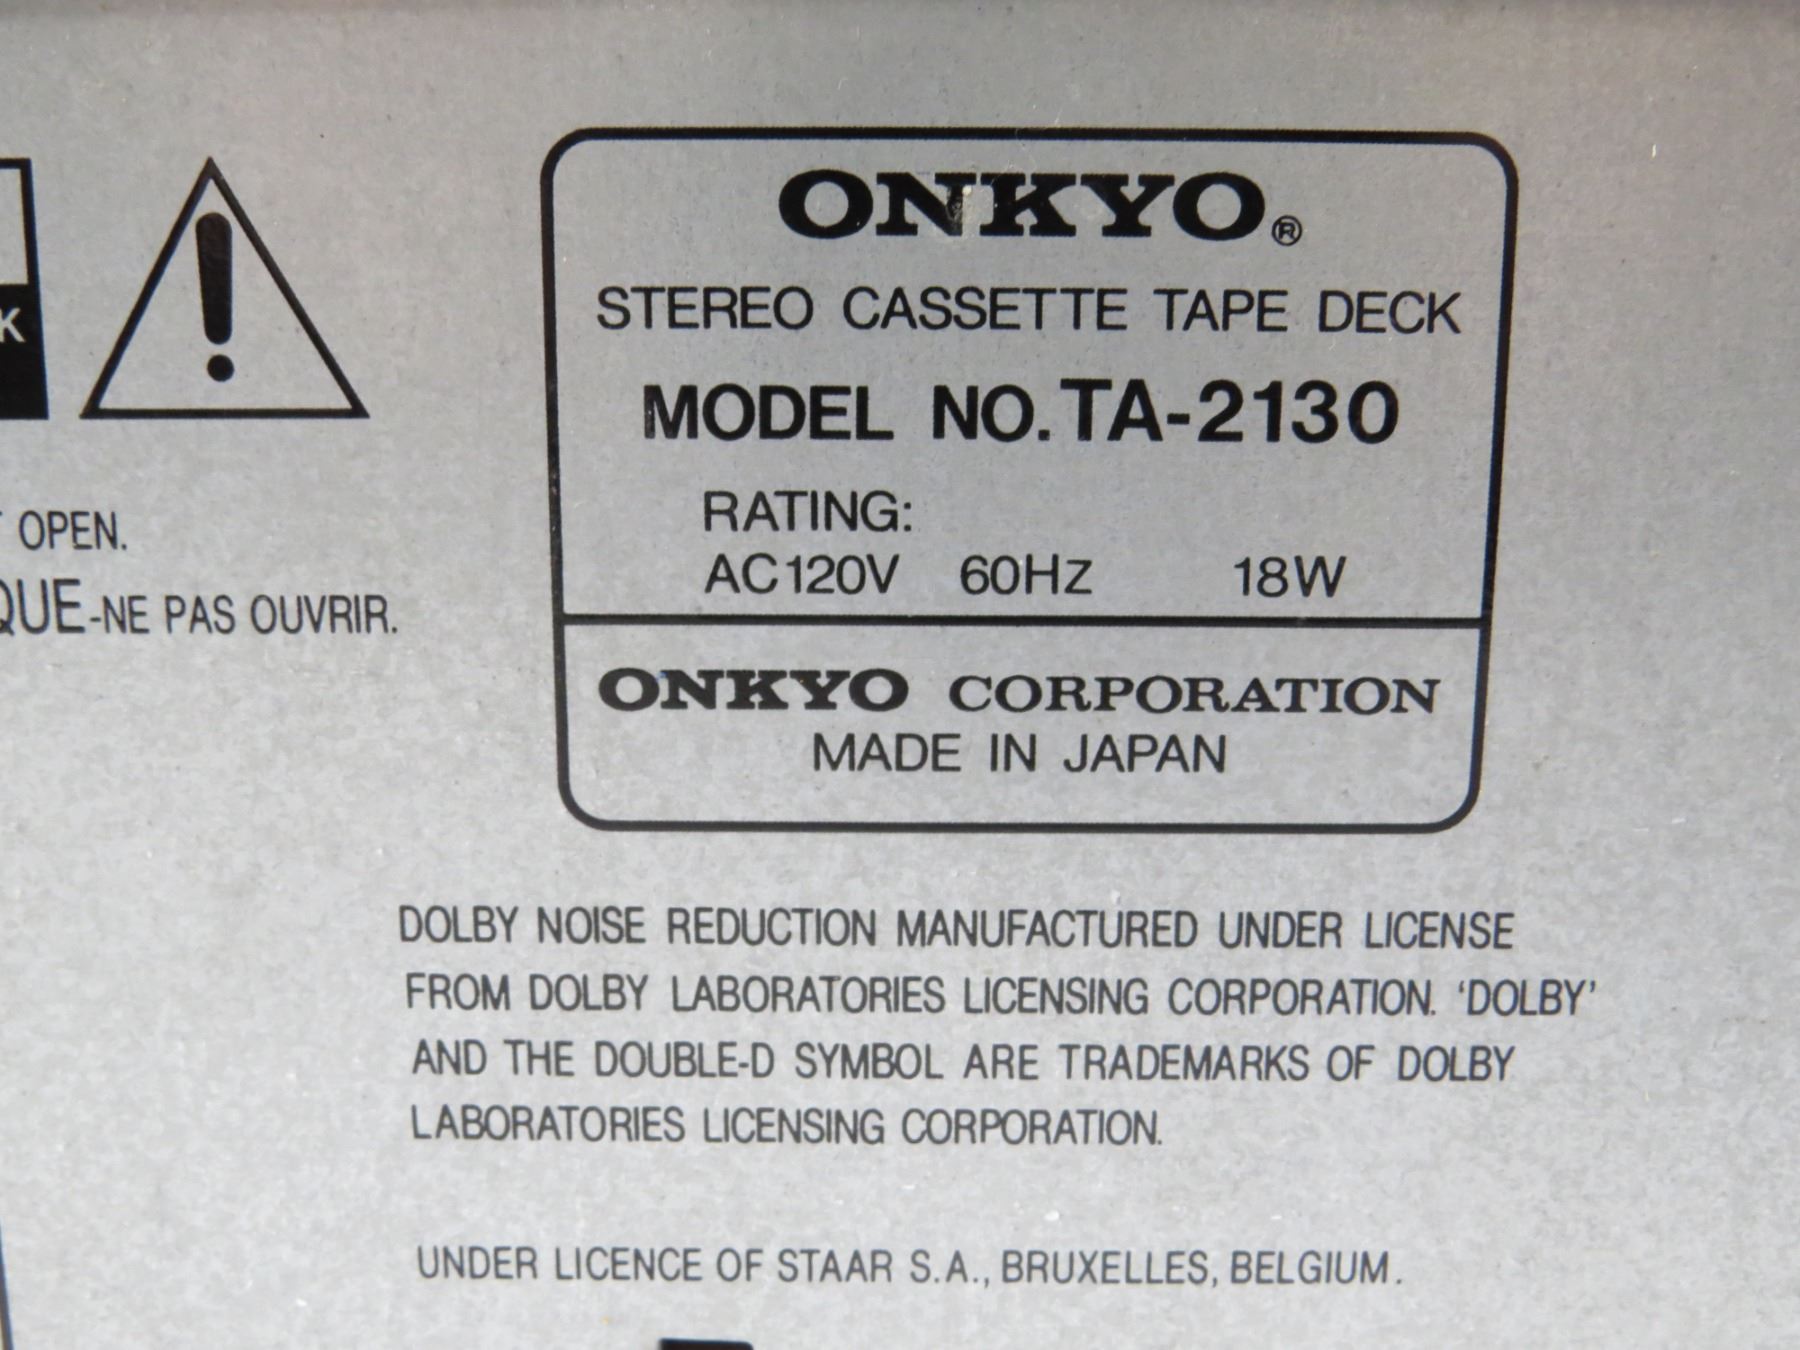 K
OPEN.
QUE-NE PAS OUVRIR.
ONKYO®
STEREO CASSETTE TAPE DECK
MODEL NO. TA-2130
RATING:
AC120V 60Hz 18W
ONKYO CORPORATION
MADE IN JAPAN
DOLBY NOISE REDUCTION MANUFACTURED UNDER LICENSE
FROM DOLBY LABORATORIES LICENSING CORPORATION. 'DOLBY'
AND THE DOUBLE-D SYMBOL ARE TRADEMARKS OF DOLBY
LABORATORIES LICENSING CORPORATION.
UNDER LICENCE OF STAAR S.A., BRUXELLES, BELGIUM.